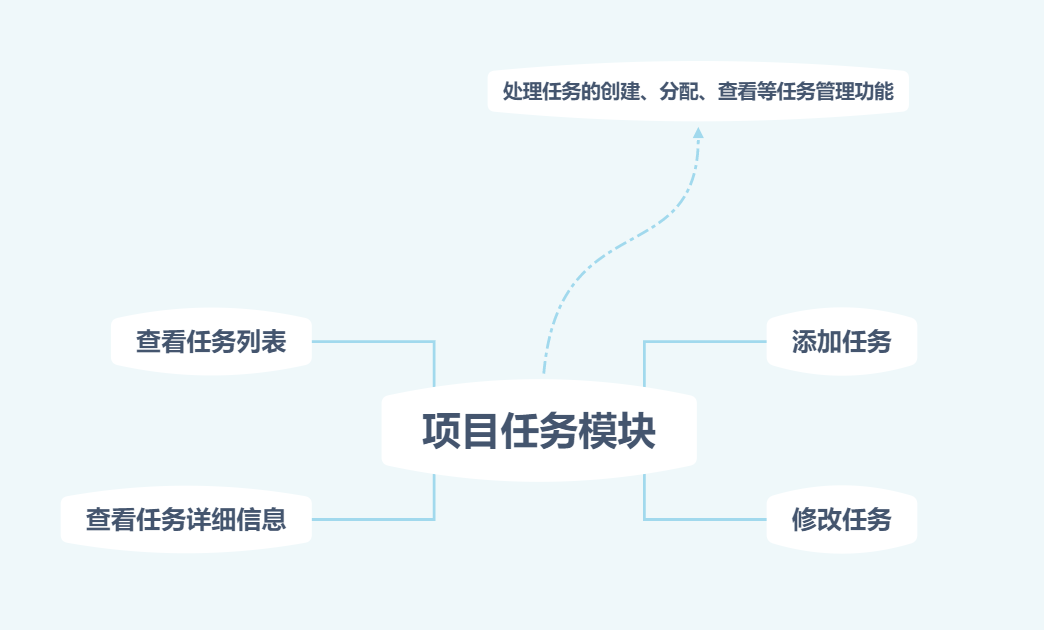 处理任务的创建、分配、查看等任务管理功能
查看任务列表
添加任务
项目任务模块
查看任务详细信息
修改任务